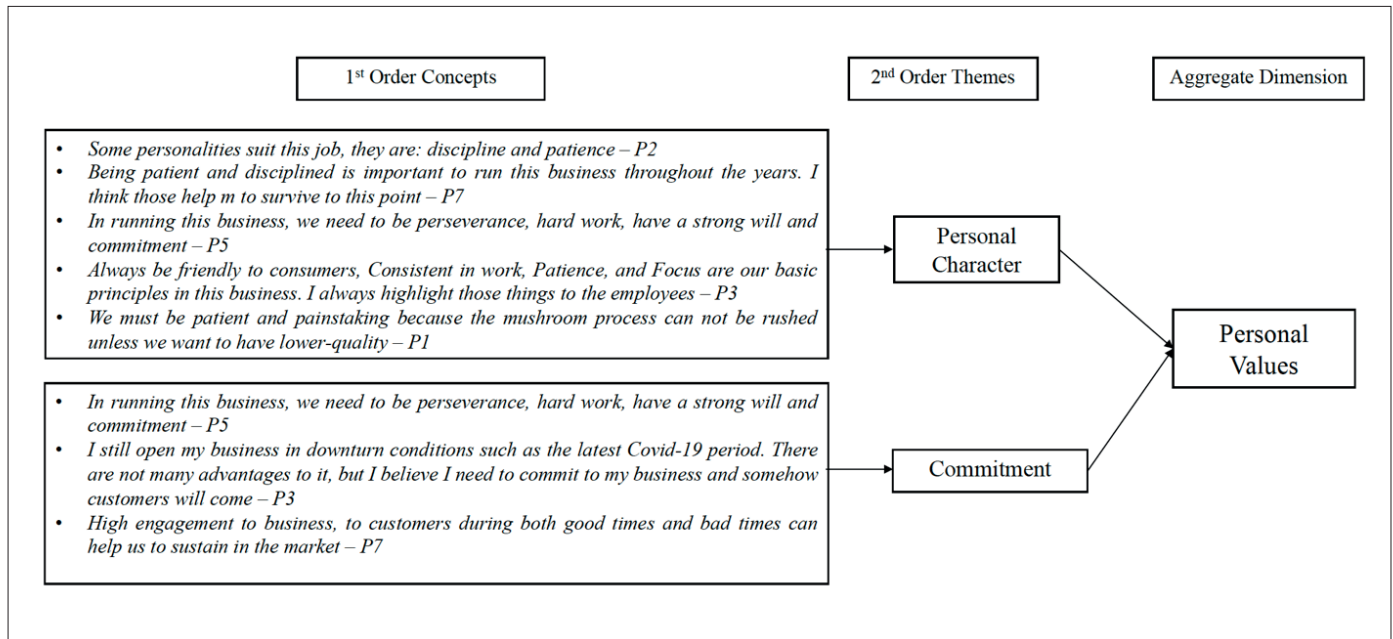 1st Order Concepts
2nd Order Themes
Aggregate Dimension
• Some personalities suit this job, they are: discipline and patience – P2
• Being patient and disciplined is important to run this business throughout the years. I
think those help m to survive to this point – P7
• In running this business, we need to be perseverance, hard work, have a strong will and
commitment – P5
• Always be friendly to consumers, Consistent in work, Patience, and Focus are our basic
principles in this business. I always highlight those things to the employees – P3
• We must be patient and painstaking because the mushroom process can not be rushed
unless we want to have lower-quality – P1
Personal
Character
• In running this business, we need to be perseverance, hard work, have a strong will and
commitment – P5
• I still open my business in downturn conditions such as the latest Covid-19 period. There
are not many advantages to it, but I believe I need to commit to my business and somehow
customers will come – P3
• High engagement to business, to customers during both good times and bad times can
help us to sustain in the market – P7
Commitment
Personal
Values